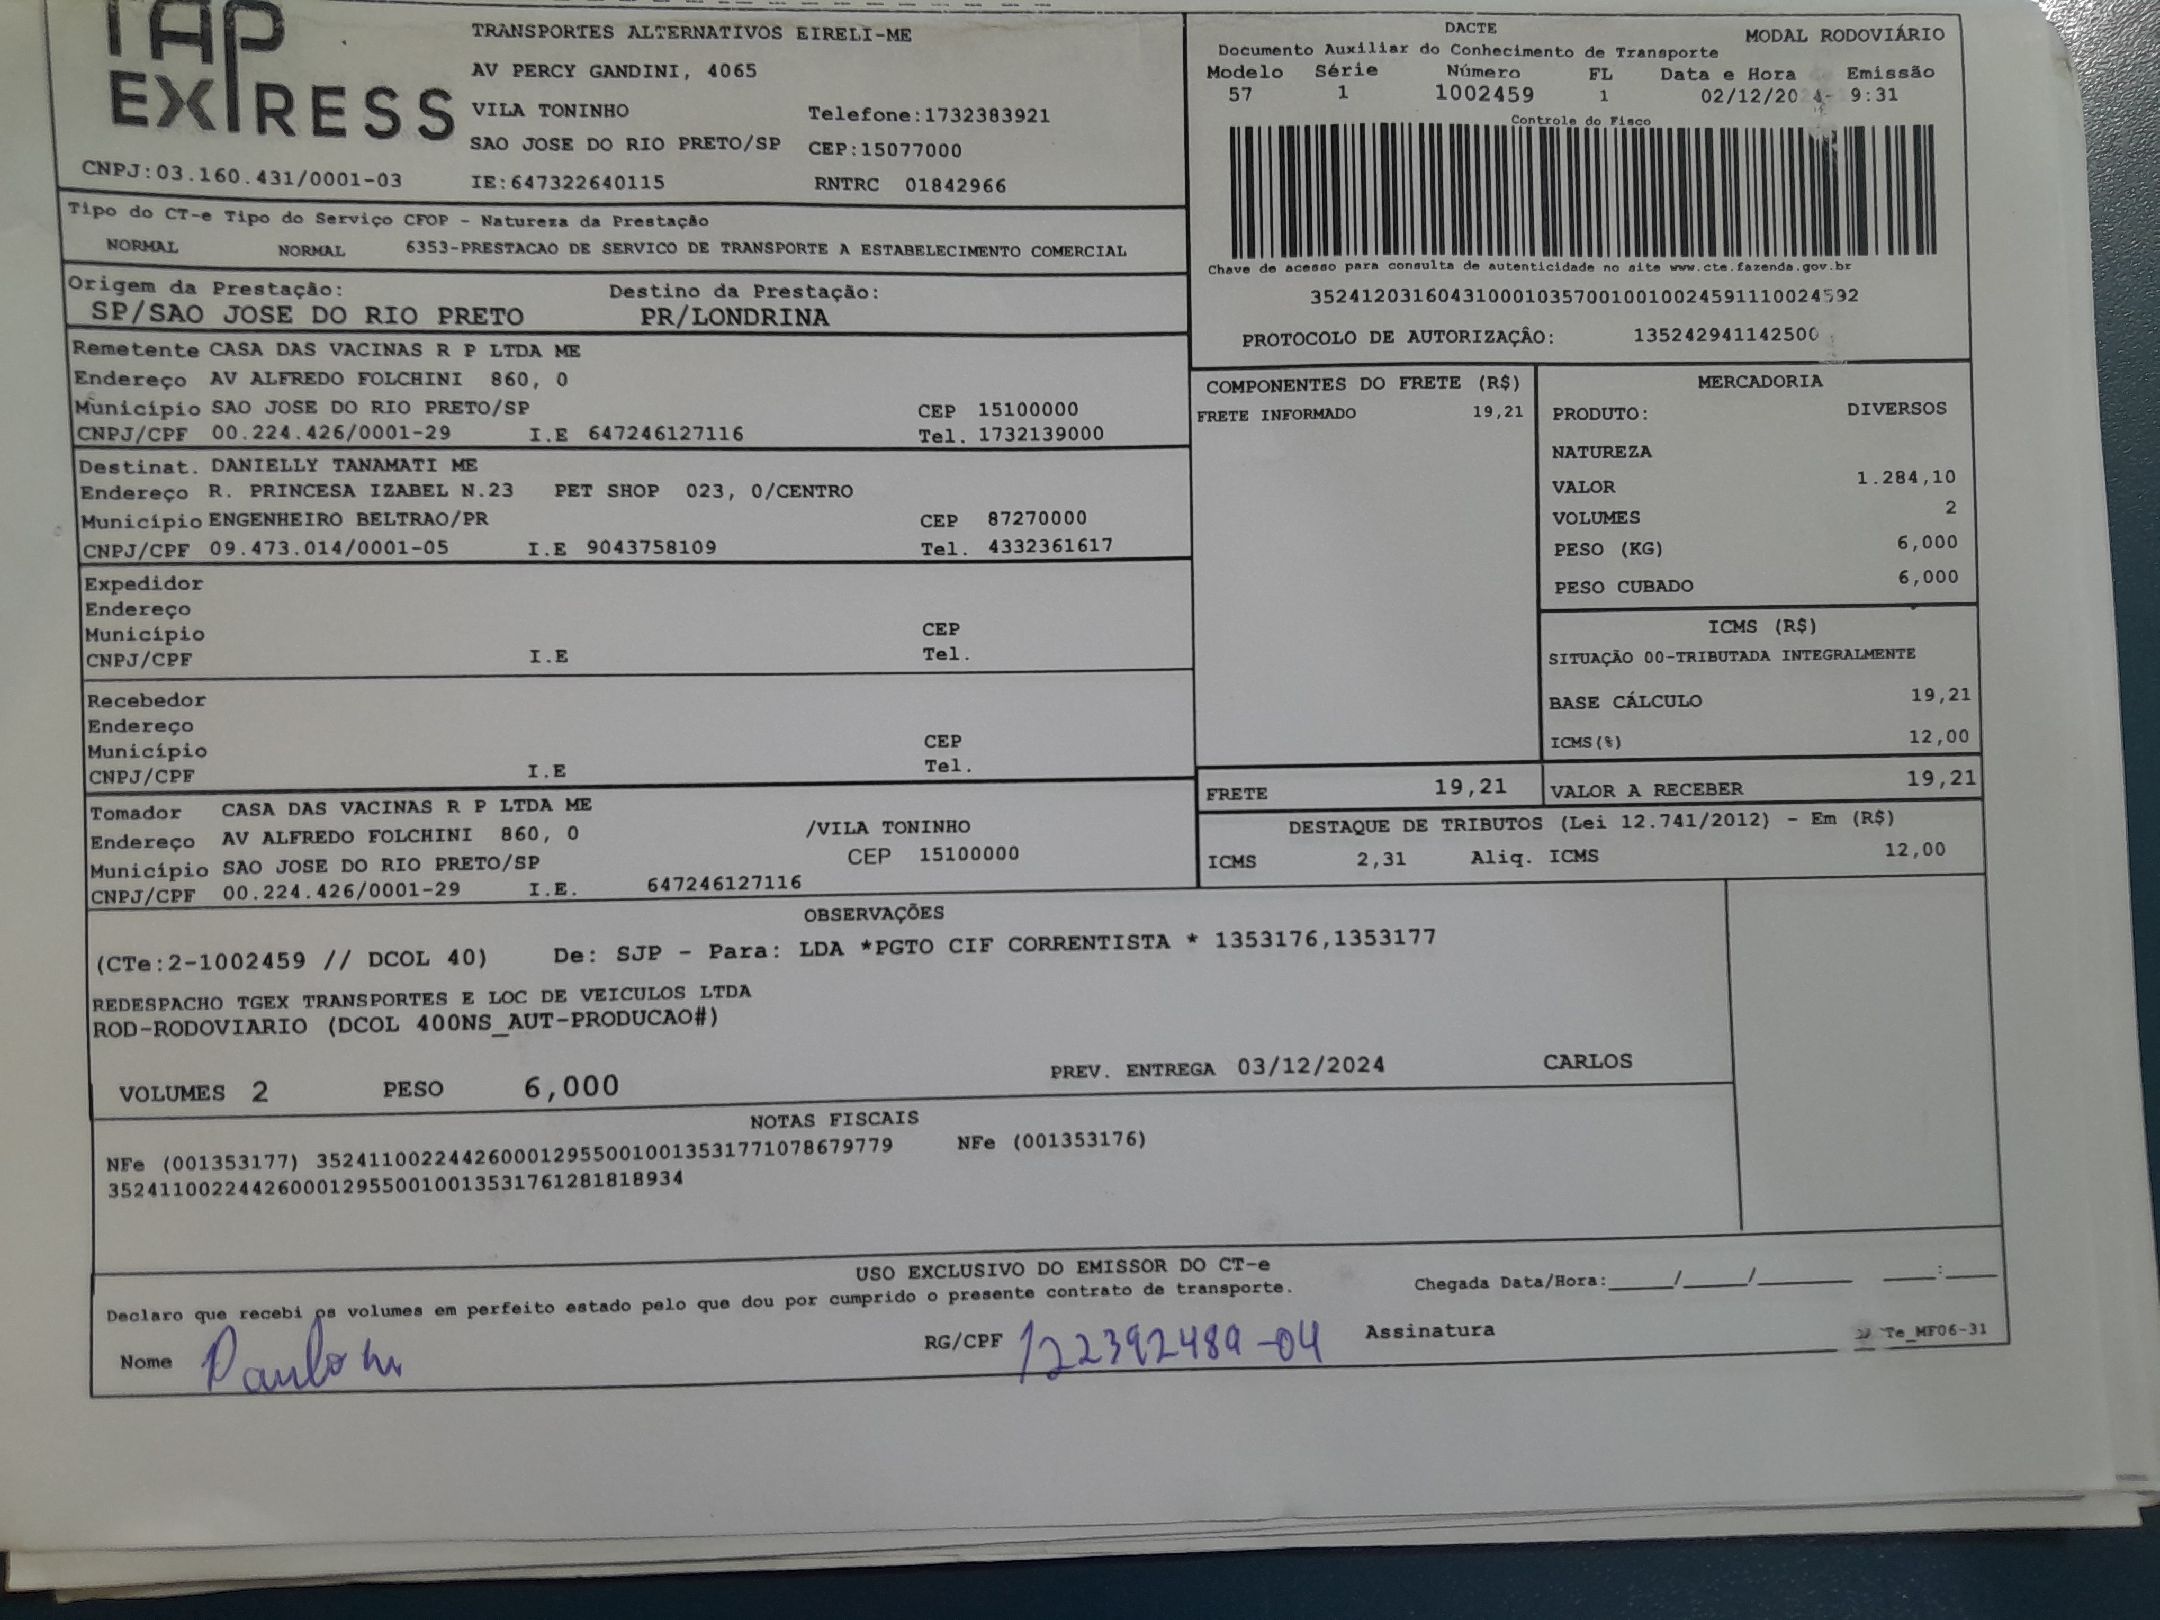 TAP
EXPRESS
CNPJ:03.160.431/0001-03
TRANSPORTES ALTERNATIVOS EIRELI-ME
AV PERCY GANDINI, 4065
VILA TONINHO Telefone:1732383921
SAO JOSE DO RIO PRETO/SP CEP:15077000
IE:647322640115 RNTRC 01842966
DACTE MODAL RODOVIÁRIO
Documento Auxiliar do Conhecimento de Transporte
Modelo Série Número FL Data e Hora Emissão
57 1 1002459 1 02/12/2024- 9:31
Controle do Fisco
Chave de acesso para consulta de autenticidade no site www.cte.fazenda.gov.br
35241203160431000103570010010024591110024592
PROTOCOLO DE AUTORIZAÇÂO: 135242941142500
Tipo do CT-e Tipo do Serviço CFOP - Natureza da Prestação
NORMAL NORMAL 6353-PRESTACAO DE SERVICO DE TRANSPORTE A ESTABELECIMENTO COMERCIAL
Origem da Prestação: Destino da Prestação:
SP/SAO JOSE DO RIO PRETO PR/LONDRINA
Remetente CASA DAS VACINAS R P LTDA ME
Endereço AV ALFREDO FOLCHINI 860, 0
Município SAO JOSE DO RIO PRETO/SP CEP 15100000
CNPJ/CPF 00.224.426/0001-29 I.E 647246127116 Tel. 1732139000
Destinat. DANIELLY TANAMATI ME
Endereço R. PRINCESA IZABEL N.23 PET SHOP 023, 0/CENTRO
Município ENGENHEIRO BELTRAO/PR CEP 87270000
CNPJ/CPF 09.473.014/0001-05 I.E 9043758109 Tel. 4332361617
Expedidor
Endereço
Município CEP
CNPJ/CPF I.E Tel.
Recebedor
Endereço
Município CEP
CNPJ/CPF I.E Tel.
Tomador CASA DAS VACINAS R P LTDA ME
Endereço AV ALFREDO FOLCHINI 860, 0 /VILA TONINHO
Município SAO JOSE DO RIO PRETO/SP CEP 15100000
CNPJ/CPF 00.224.426/0001-29 I.E. 647246127116
COMPONENTES DO FRETE (R$)
FRETE INFORMADO 19,21
MERCADORIA
PRODUTO: DIVERSOS
NATUREZA
VALOR 1.284,10
VOLUMES 2
PESO (KG) 6,000
PESO CUBADO 6,000
ICMS (R$)
SITUAÇÃO 00-TRIBUTADA INTEGRALMENTE
BASE CÁLCULO 19,21
ICMS(%) 12,00
FRETE 19,21 VALOR A RECEBER 19,21
DESTAQUE DE TRIBUTOS (Lei 12.741/2012) - Em (R$)
ICMS 2,31 Aliq. ICMS 12,00
OBSERVAÇÕES
(CTe:2-1002459 // DCOL 40) De: SJP - Para: LDA *PGTO CIF CORRENTISTA * 1353176,1353177
REDESPACHO TGEX TRANSPORTES E LOC DE VEICULOS LTDA
ROD-RODOVIARIO (DCOL 400NS_AUT-PRODUCAO#)
VOLUMES 2 PESO 6,000 PREV. ENTREGA 03/12/2024 CARLOS
NOTAS FISCAIS
NFe (001353177) 35241100224426000129550010013531771078679779 NFe (001353176)
35241100224426000129550010013531761281818934
USO EXCLUSIVO DO EMISSOR DO CT-e
Declaro que recebi os volumes em perfeito estado pelo que dou por cumprido o presente contrato de transporte. Chegada Data/Hora:____/____/______ ___:___
Nome RG/CPF 122392489-04 Assinatura Te_MF06-31